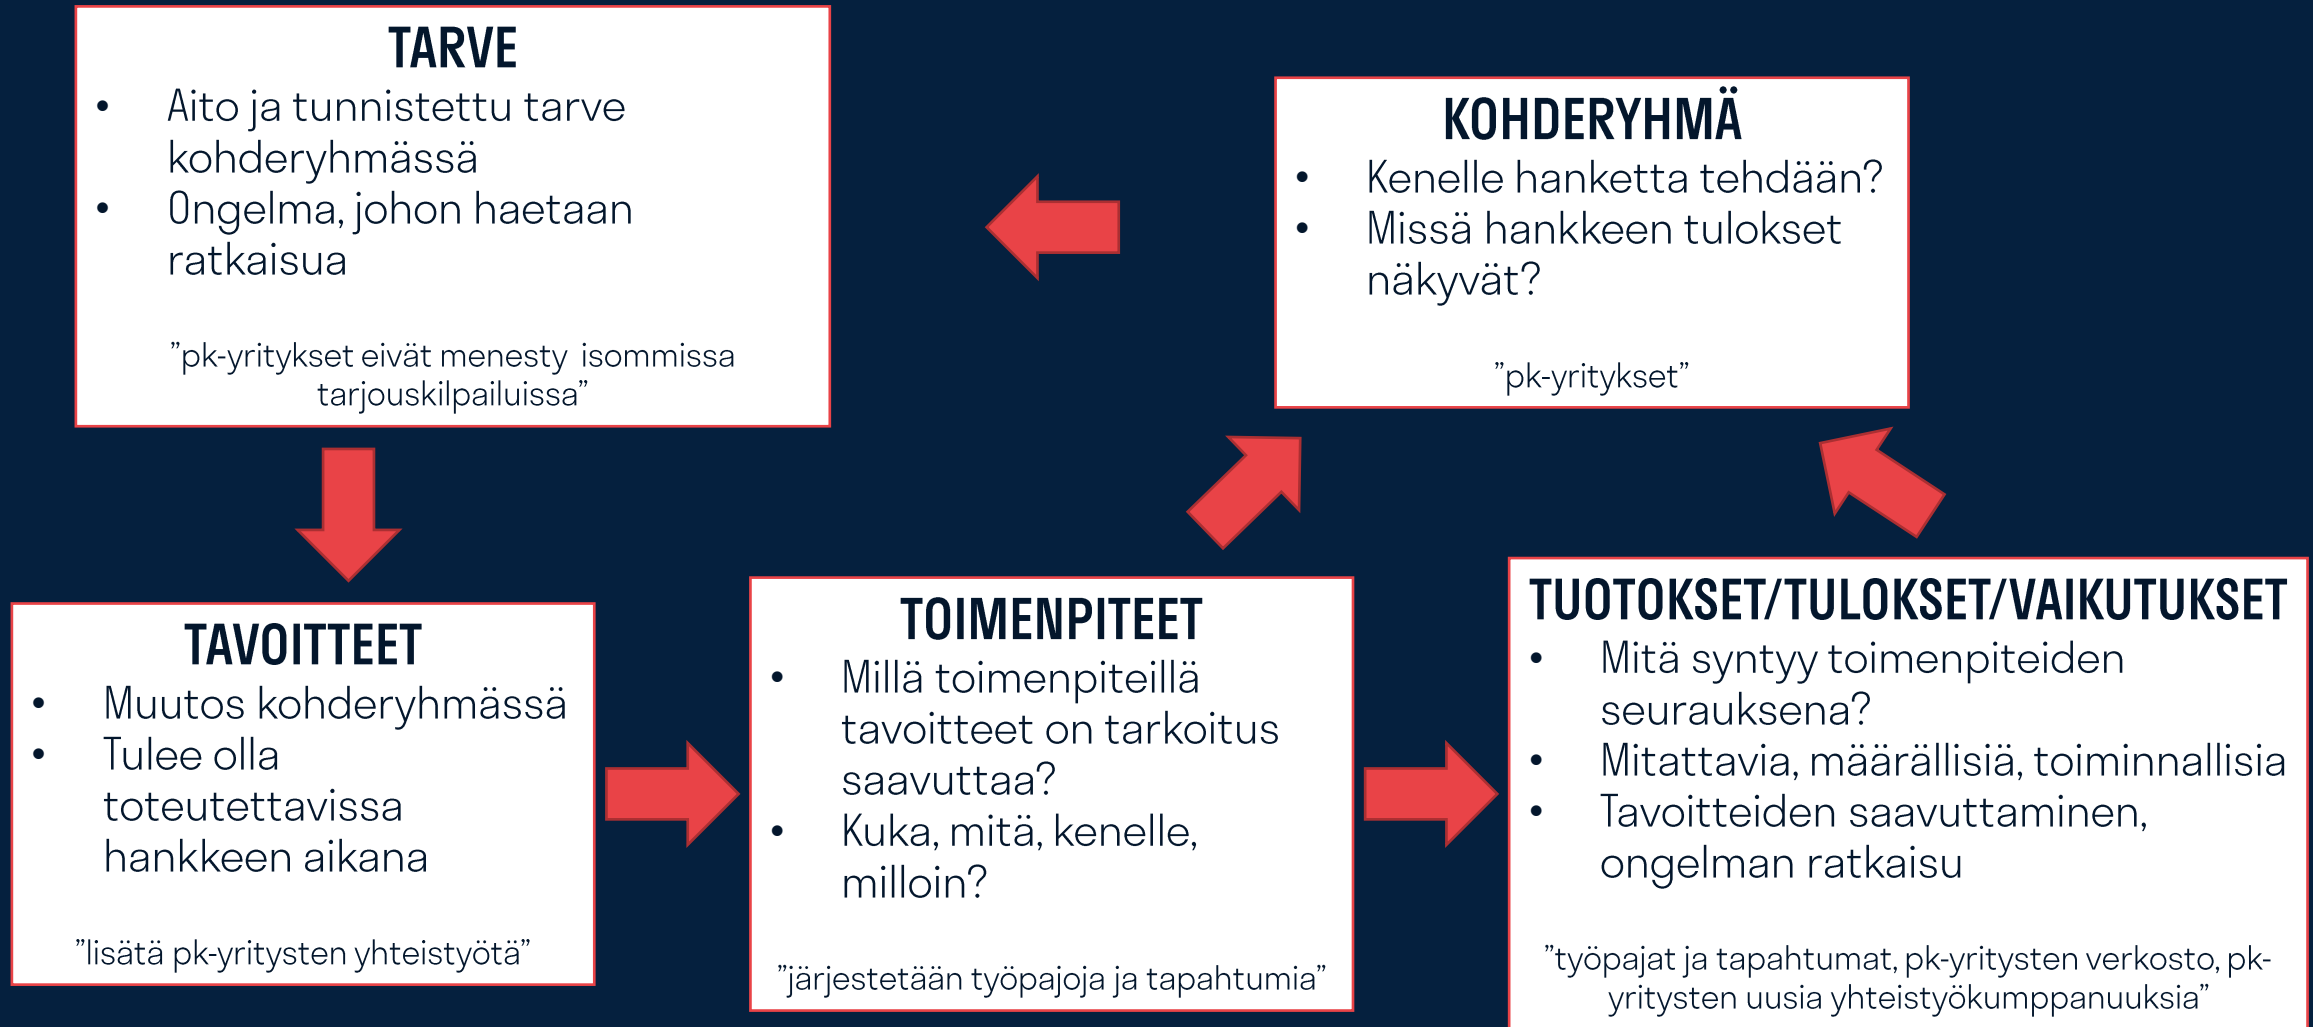 TARVE
• Aito ja tunnistettu tarve
kohderyhmässä
• Ongelma, johon haetaan
ratkaisua
”pk-yritykset eivät menesty isommissa
tarjouskilpailuissa”
KOHDERYHMÄ
• Kenelle hanketta tehdään?
• Missä hankkeen tulokset
näkyvät?
”pk-yritykset”
TAVOITTEET
• Muutos kohderyhmässä
• Tulee olla
toteutettavissa
hankkeen aikana
”lisätä pk-yritysten yhteistyötä”
TOIMENPITEET
• Millä toimenpiteillä
tavoitteet on tarkoitus
saavuttaa?
• Kuka, mitä, kenelle,
milloin?
”järjestetään työpajoja ja tapahtumia”
TUOTOKSET/TULOKSET/VAIKUTUKSET
• Mitä syntyy toimenpiteiden
seurauksena?
• Mitattavia, määrällisiä, toiminnallisia
• Tavoitteiden saavuttaminen,
ongelman ratkaisu
”työpajat ja tapahtumat, pk-yritysten verkosto, pk-
yritysten uusia yhteistyökumppanuuksia”